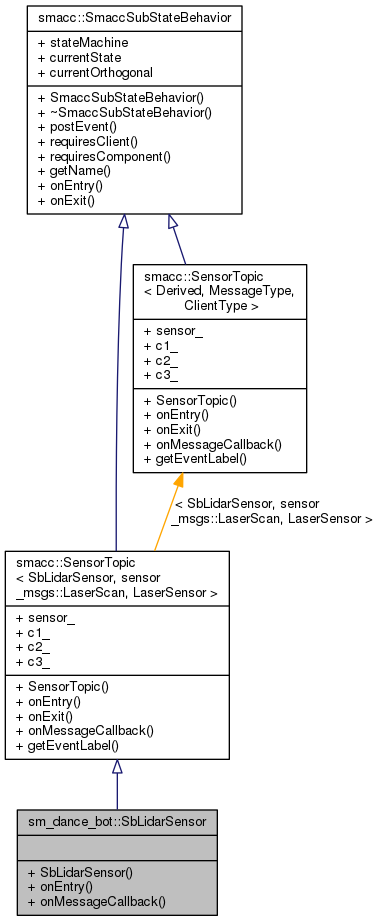 smacc::SmaccSubStateBehavior
+ stateMachine
+ currentState
+ currentOrthogonal
+ SmaccSubStateBehavior()
+ ~SmaccSubStateBehavior()
+ postEvent()
+ requiresClient()
+ requiresComponent()
+ getName()
+ onEntry()
+ onExit()
smacc::SensorTopic
< Derived, MessageType,
ClientType >
+ sensor_
+ c1_
+ c2_
+ c3_
+ SensorTopic()
+ onEntry()
+ onExit()
+ onMessageCallback()
+ getEventLabel()
< SbLidarSensor, sensor
_msgs::LaserScan, LaserSensor >
smacc::SensorTopic
< SbLidarSensor, sensor
_msgs::LaserScan, LaserSensor >
+ sensor_
+ c1_
+ c2_
+ c3_
+ SensorTopic()
+ onEntry()
+ onExit()
+ onMessageCallback()
+ getEventLabel()
sm_dance_bot::SbLidarSensor
+ SbLidarSensor()
+ onEntry()
+ onMessageCallback()